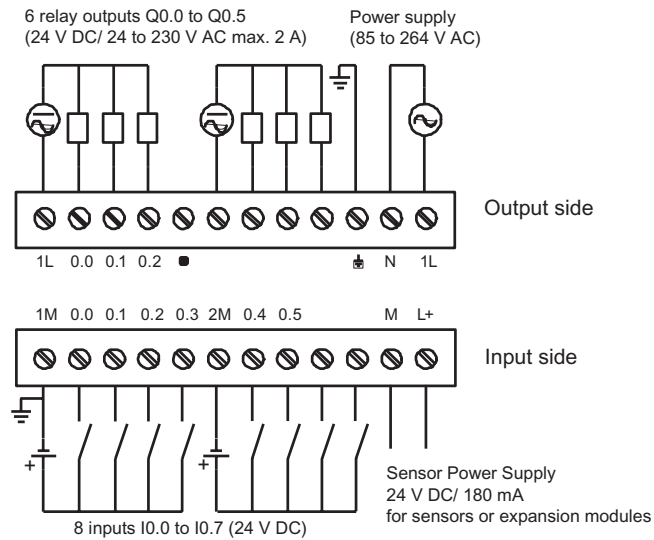 6 relay outputs Q0.0 to Q0.5
(24 V DC/ 24 to 230 V AC max. 2 A)
Power supply
(85 to 264 V AC)
Output side
1L 0.0 0.1 0.2 N 1L
1M 0.0 0.1 0.2 0.3 2M 0.4 0.5 M L+
Input side
+ +
Sensor Power Supply
24 V DC/ 180 mA
for sensors or expansion modules
8 inputs I0.0 to I0.7 (24 V DC)